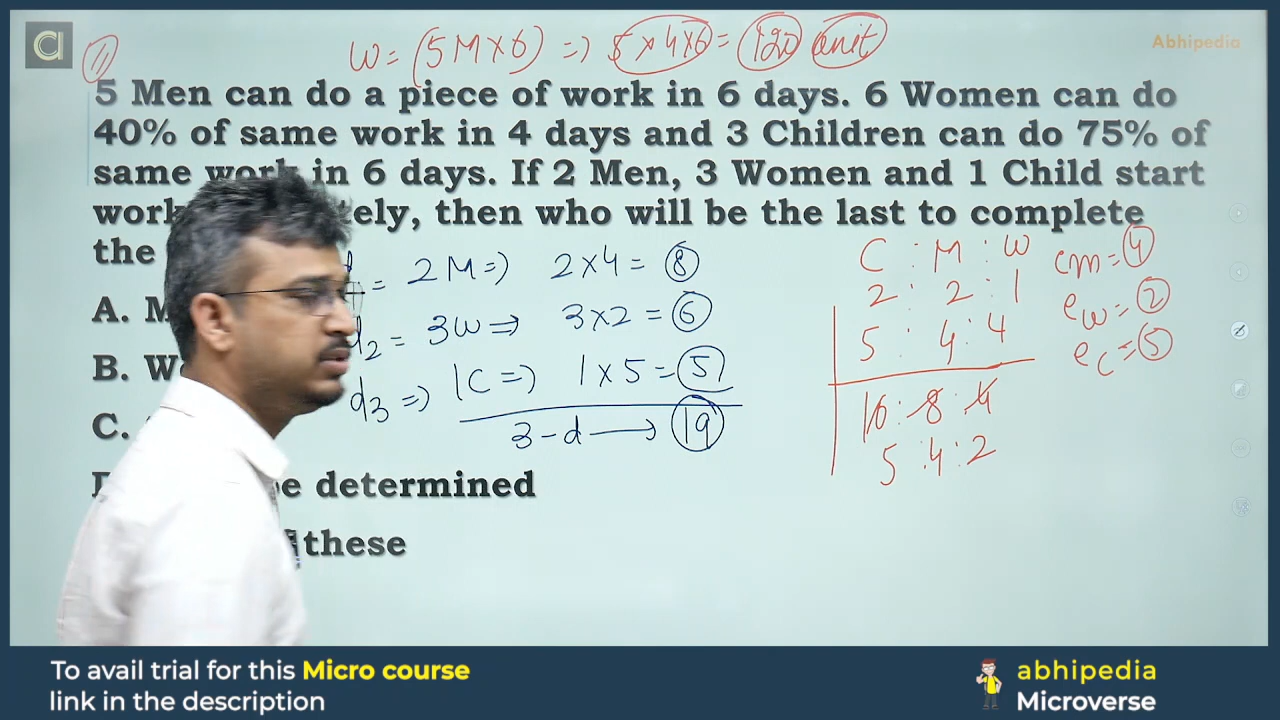 Abhipedia
11
W = (5M×6) => 5×4×6 = 120 unit
5 Men can do a piece of work in 6 days. 6 Women can do
40% of same work in 4 days and 3 Children can do 75% of
same work in 6 days. If 2 Men, 3 Women and 1 Child start
tely, then who will be the last to complete
the
A.
B.
C.
e determined
these
= 2M => 2×4 = 8
d2 = 3W => 3×2 = 6
d3 => 1C => 1×5 = 5
3-d → 19
C : M : W
2 : 2 : 1
5 : 4 : 4
10 : 8 : 4
5 : 4 : 2
em = 4
ew = 2
ec = 5
To avail trial for this Micro course
link in the description
abhipedia
Microverse